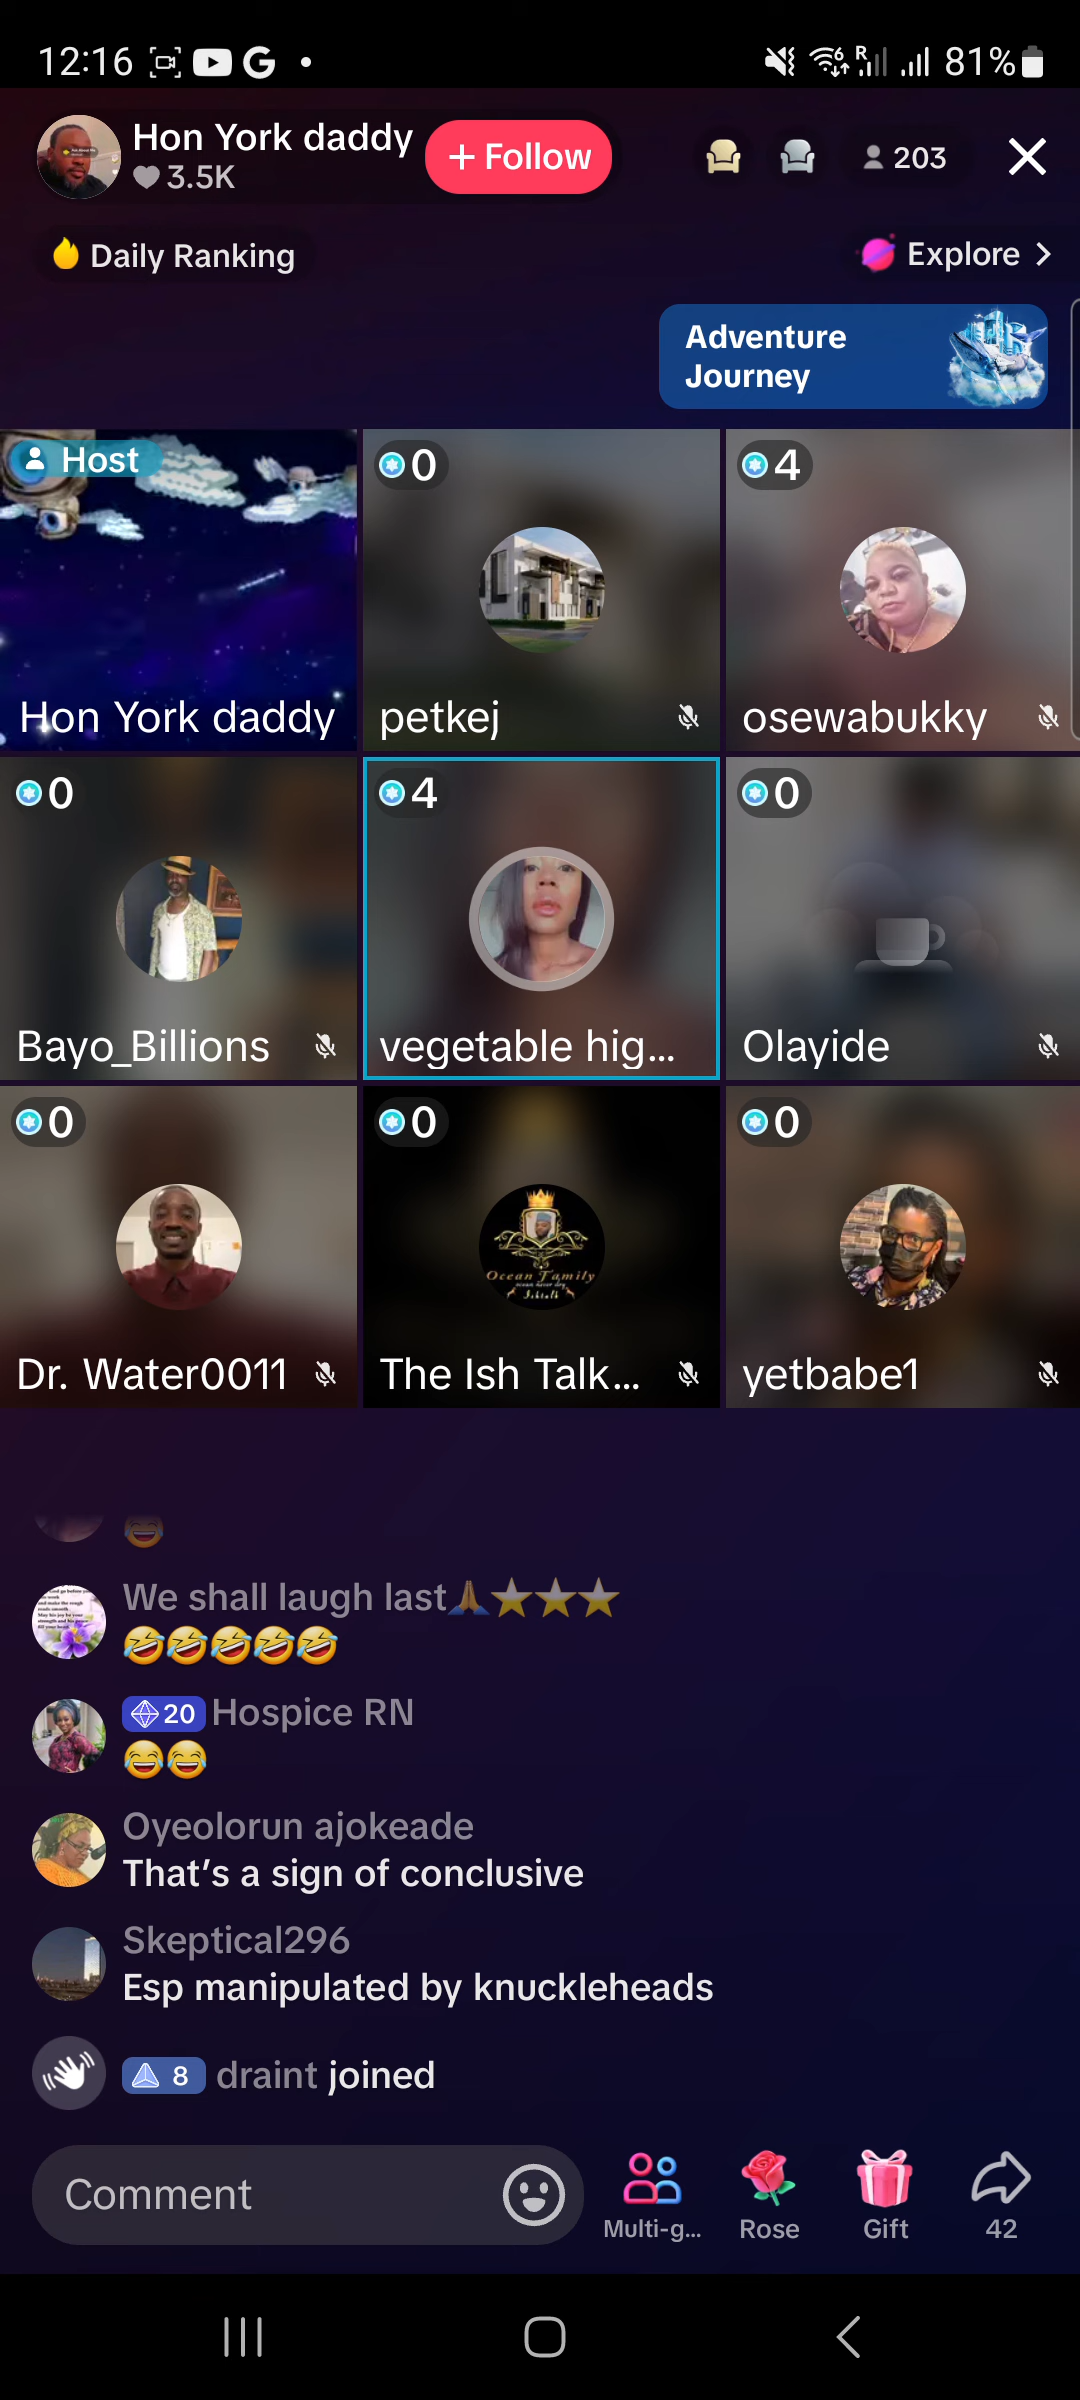 12:16
81%
Hon York daddy
3.5K
+ Follow
203
Daily Ranking
Explore
Adventure
Journey
Host
0
4
Hon York daddy
petkej
osewabukky
0
4
0
Bayo_Billions
vegetable hig...
Olayide
0
0
0
Ocean Family
Dr. Water0011
The Ish Talk...
yetbabe1
😂
We shall laugh last🙏⭐⭐⭐
🤣🤣🤣🤣🤣
20 Hospice RN
😂😂
Oyeolorun ajokeade
That's a sign of conclusive
Skeptical296
Esp manipulated by knuckleheads
8 draint joined
Comment
Multi-g...
Rose
Gift
42